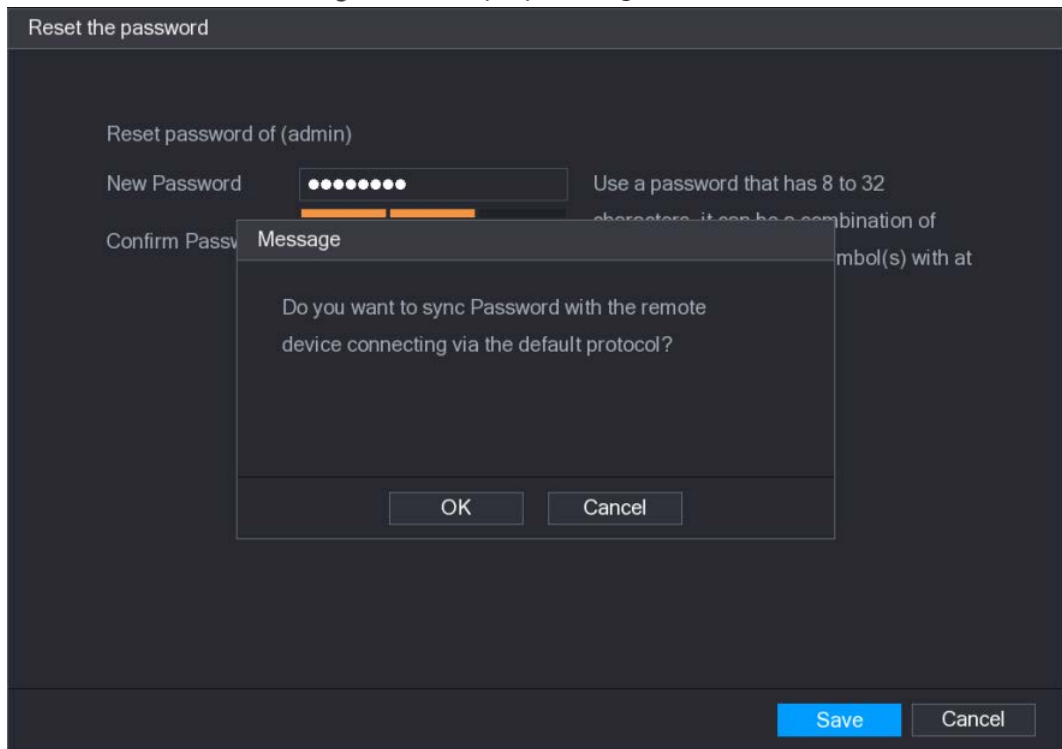 Reset the password
Reset password of (admin)
New Password
Use a password that has 8 to 32
mbination of
Confirm Passw
mbol(s) with at
Message
Do you want to sync Password with the remote
device connecting via the default protocol?
OK Cancel
Save Cancel